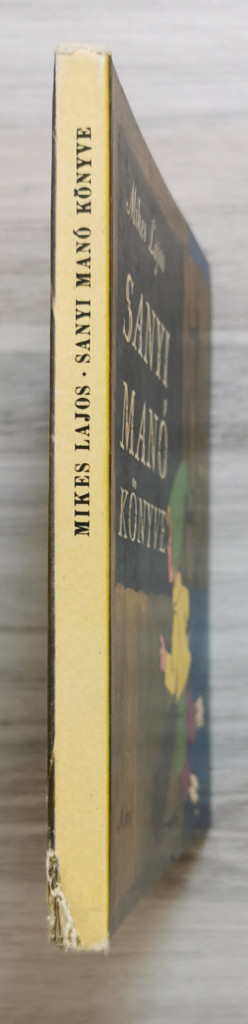 MIKES LAJOS · SANYI MANÓ KÖNYVE
Mikes Lajos
SANYI
MANÓ
KÖNYVE